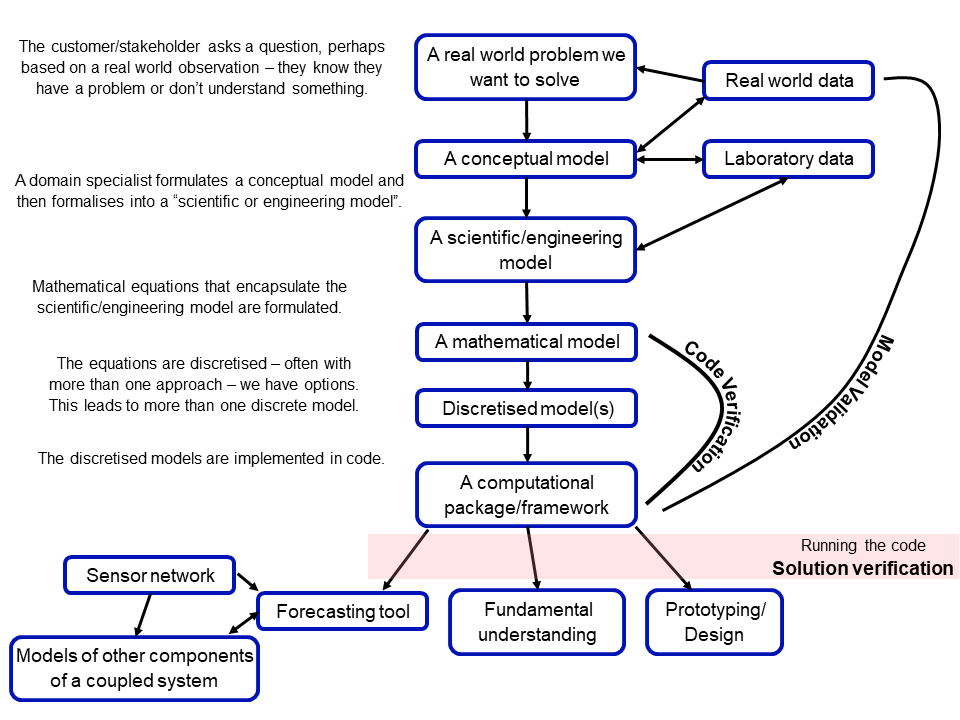 The customer/stakeholder asks a question, perhaps
based on a real world observation – they know they
have a problem or don't understand something.
A real world problem we
want to solve
Real world data
A conceptual model
Laboratory data
A domain specialist formulates a conceptual model and
then formalises into a “scientific or engineering model”.
A scientific/engineering
model
Mathematical equations that encapsulate the
scientific/engineering model are formulated.
A mathematical model
Code Verification
Model Validation
The equations are discretised – often with
more than one approach – we have options.
This leads to more than one discrete model.
Discretised model(s)
The discretised models are implemented in code.
A computational
package/framework
Running the code
Solution verification
Sensor network
Forecasting tool
Fundamental
understanding
Prototyping/
Design
Models of other components
of a coupled system